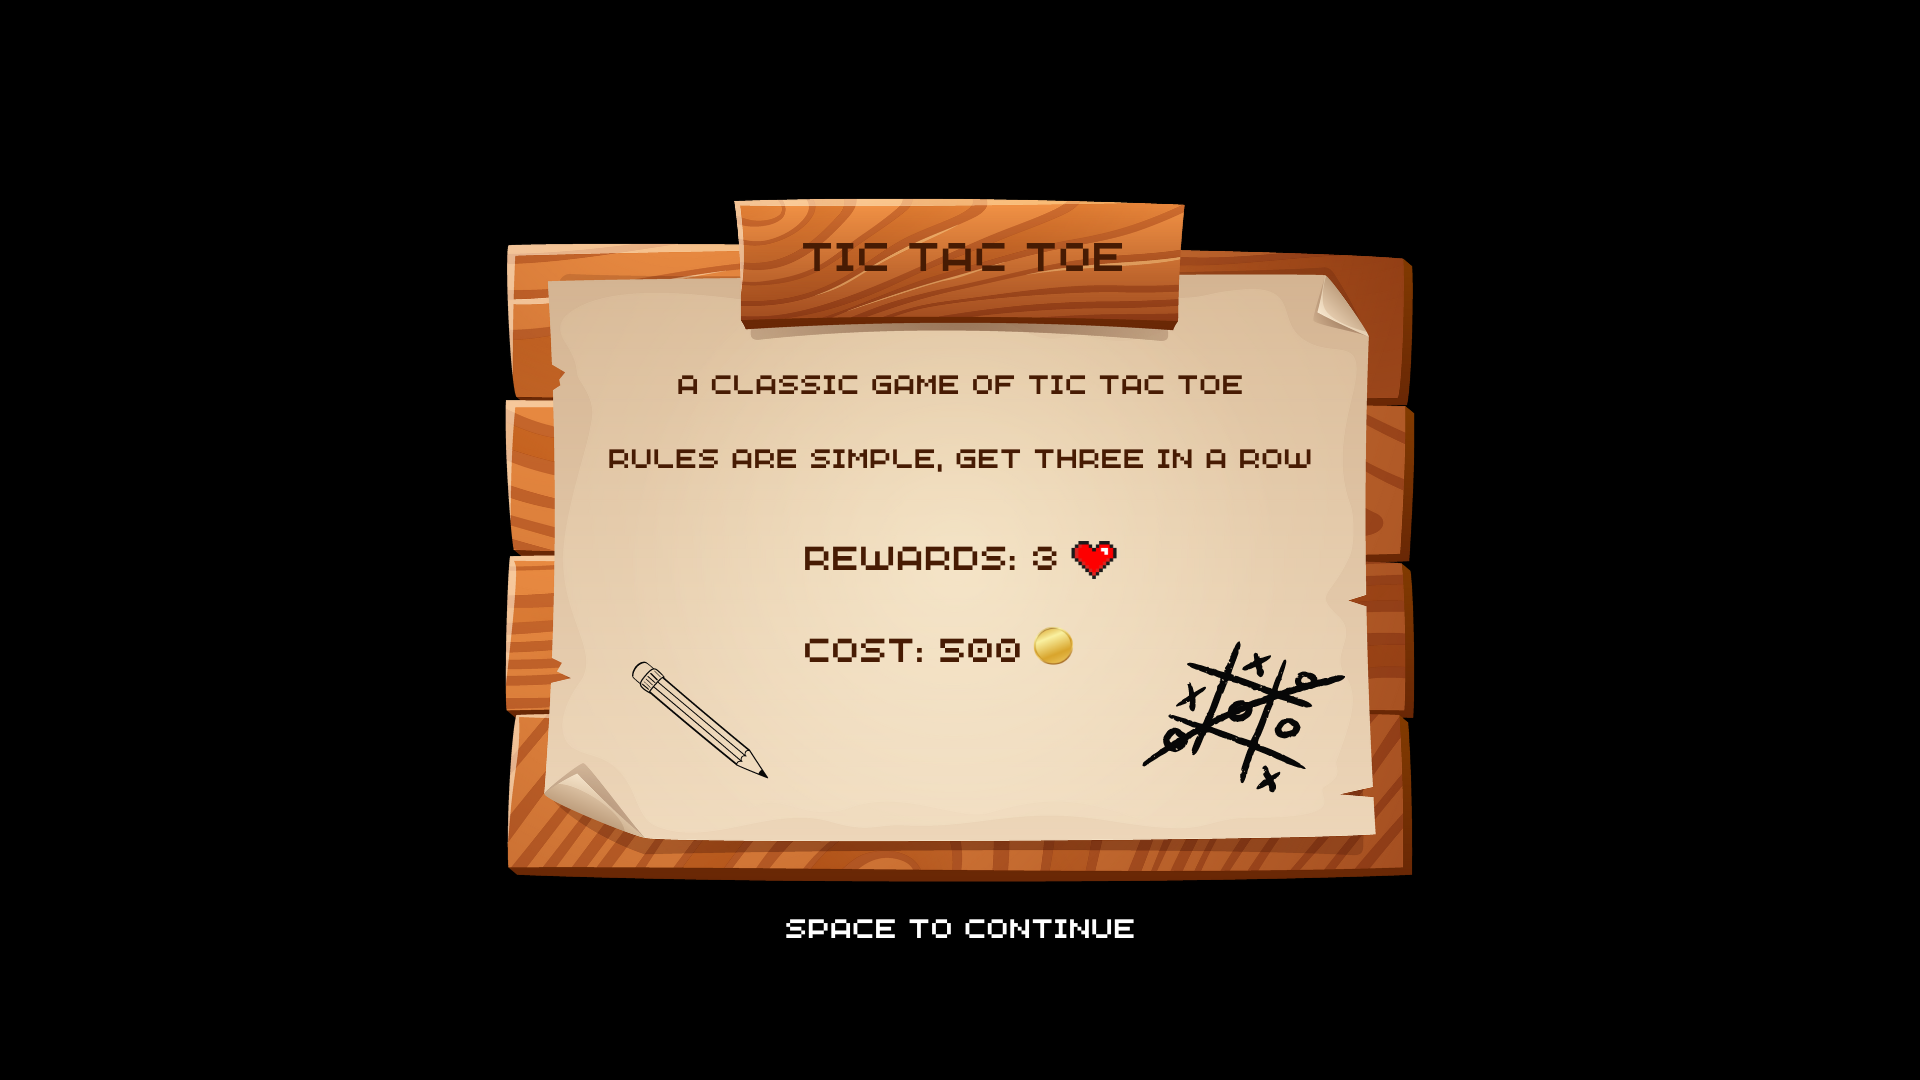 TIC TAC TOE
A CLASSIC GAME OF TIC TAC TOE
RULES ARE SIMPLE, GET THREE IN A ROW
REWARDS: 3
COST: 500
SPACE TO CONTINUE